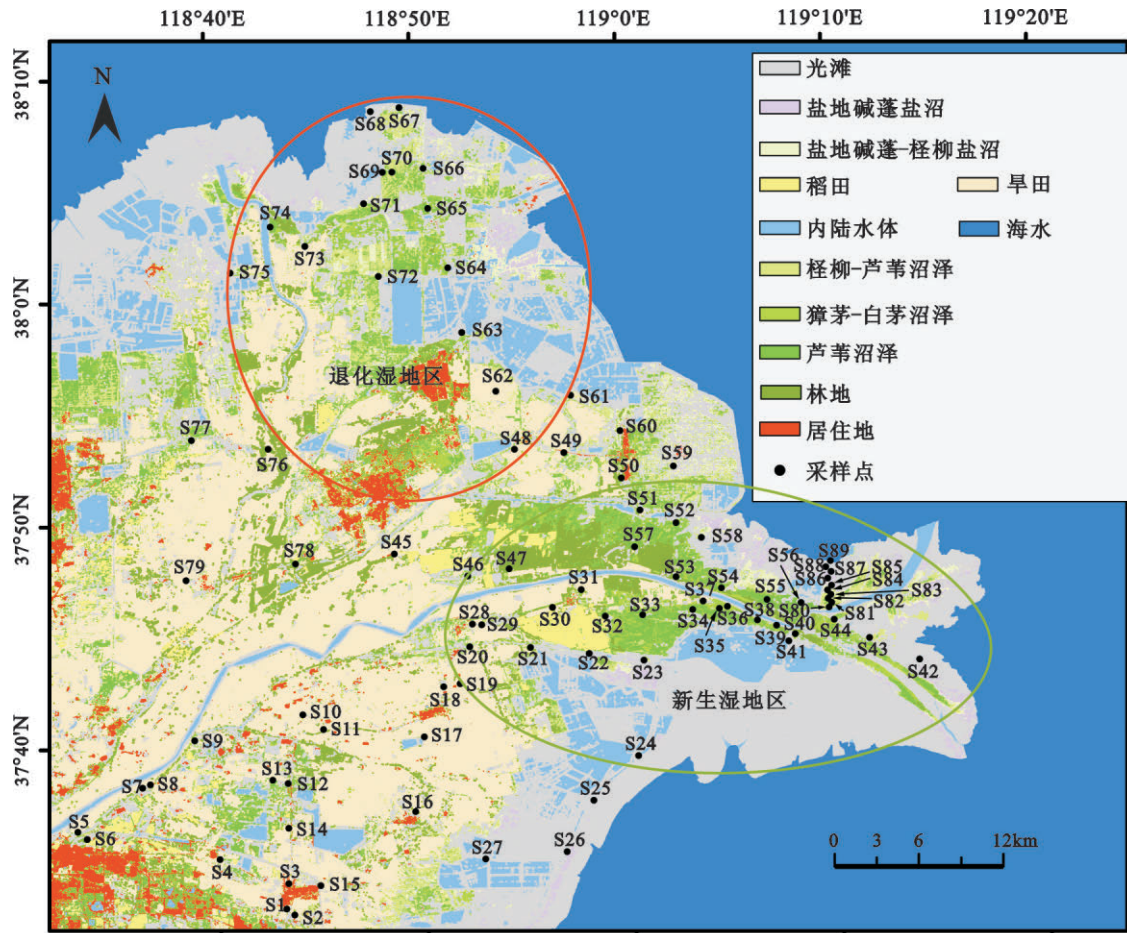 118°40'E 118°50'E 119°0'E 119°10'E 119°20'E
38°10'N
38°0'N
37°50'N
37°40'N
N
光滩
盐地碱蓬盐沼
盐地碱蓬-柽柳盐沼
稻田 旱田
内陆水体 海水
柽柳-芦苇沼泽
獐茅-白茅沼泽
芦苇沼泽
林地
居住地
采样点
S68 S67
S69 S70 S66
S71 S65
S74
S73
S75 S72 S64
S63
退化湿地区 S62
S61
S77 S48 S49 S60
S76 S50 S59
S51 S52
S57 S58
S45
S78 S46 S47 S53 S54
S79 S31 S37 S55 S56
S89
S88 S87
S86 S85
S84
S83
S82
S80 S81
S28 S29 S30 S32 S33 S34 S36 S38 S40 S44
S35 S39 S41 S43
S20 S21 S22 S23 S42
S18 S19
新生湿地区
S10
S11 S17
S9 S24
S13 S12
S7 S8 S25
S16
S5 S14
S6 S26
S4 S27
S3 S15
S1 S2
0 3 6 12km